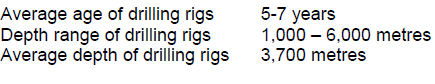 Average age of drilling rigs 5-7 years
Depth range of drilling rigs 1,000 – 6,000 metres
Average depth of drilling rigs 3,700 metres